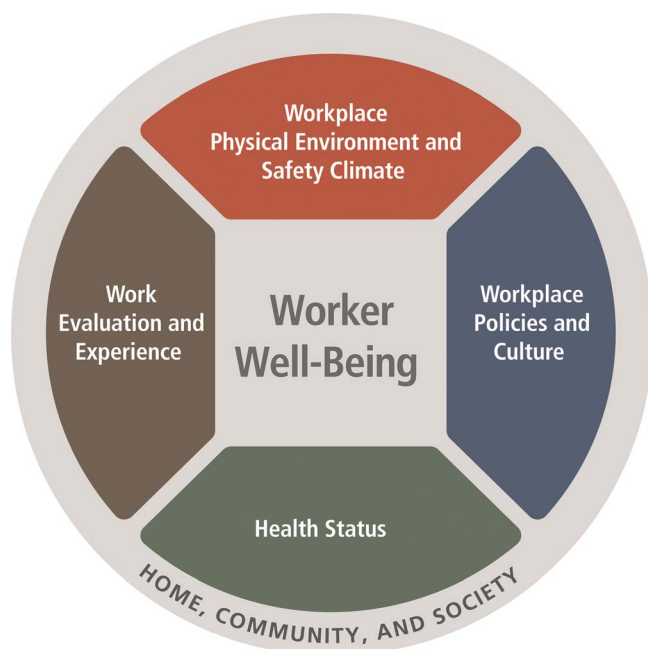 Workplace
Physical Environment and
Safety Climate
Work
Evaluation and
Experience
Worker
Well-Being
Workplace
Policies and
Culture
Health Status
HOME, COMMUNITY, AND SOCIETY